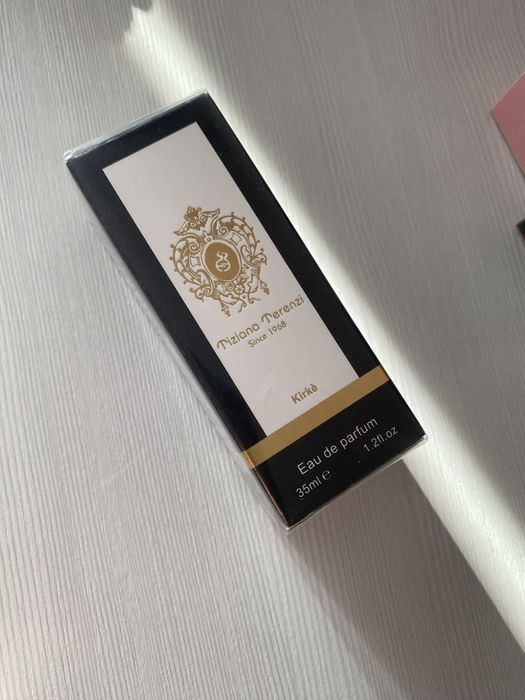 Tiziana Terenzi
Since 1968
Kirkè
Eau de parfum
35ml ℮ 1.2fl.oz